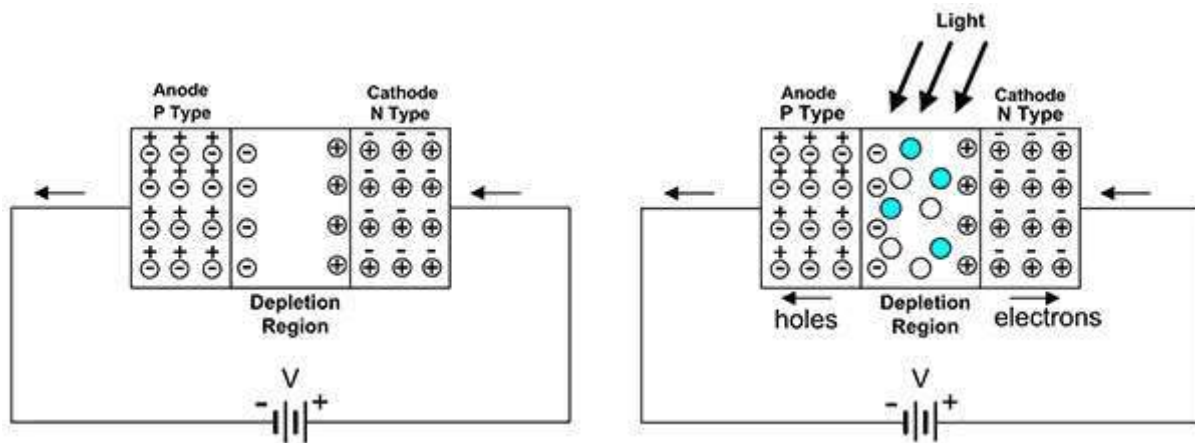 Anode
P Type
Cathode
N Type
Depletion
Region
V
- +
Light
Anode
P Type
Cathode
N Type
holes
Depletion
Region
electrons
V
- +